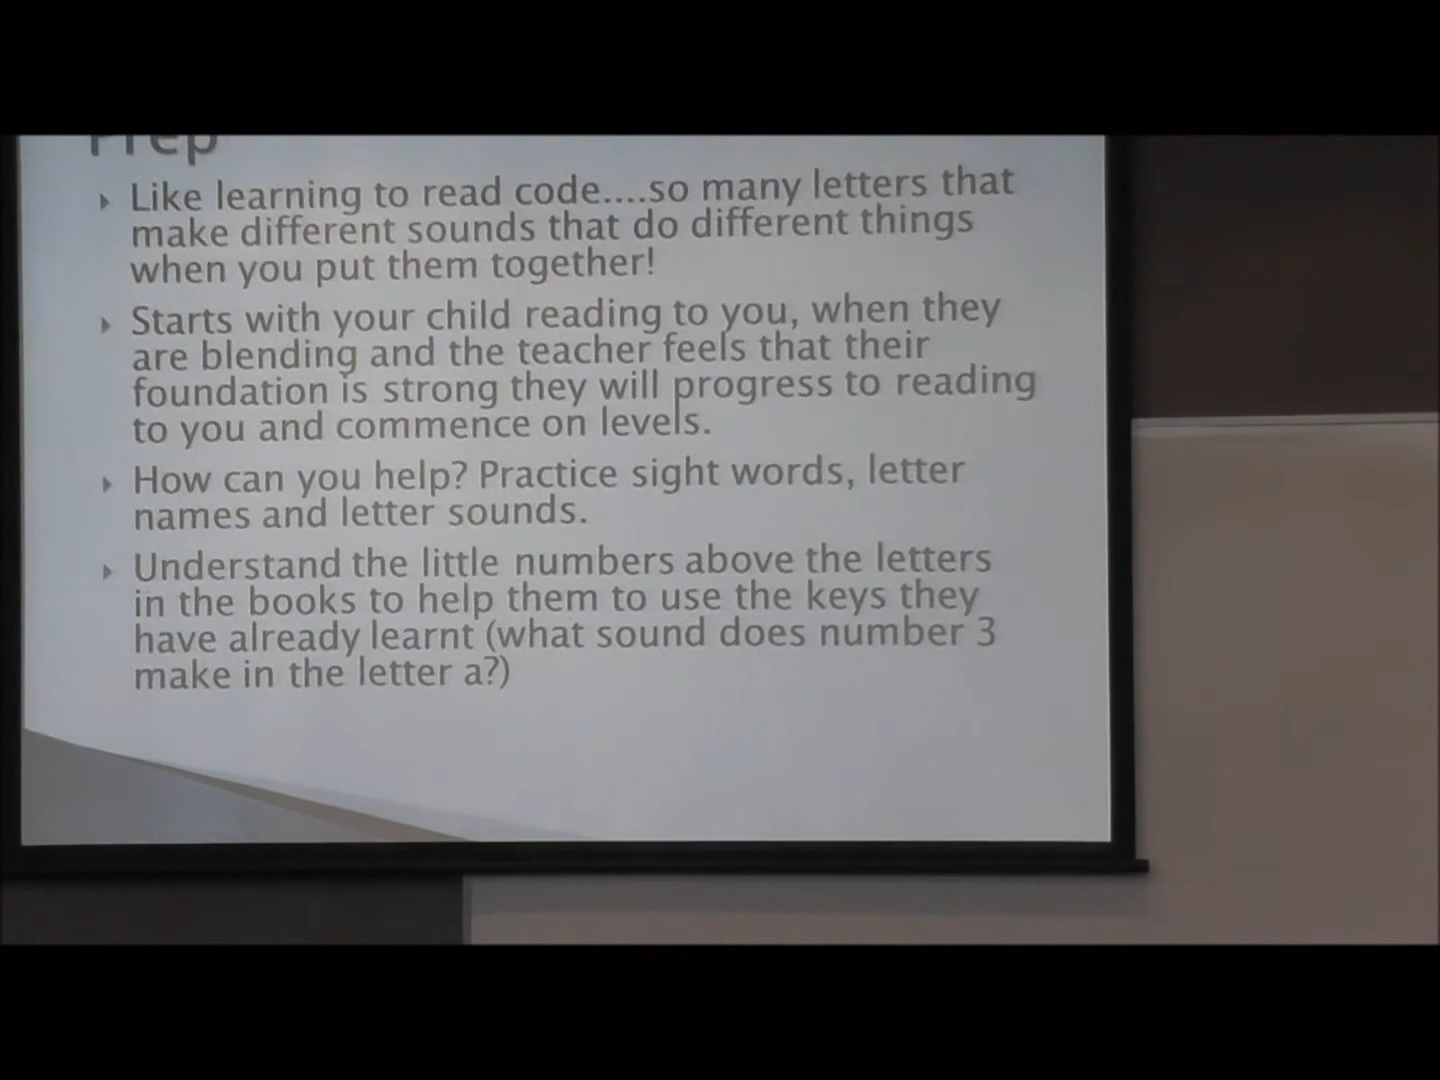 Prep
Like learning to read code....so many letters that
make different sounds that do different things
when you put them together!
Starts with your child reading to you, when they
are blending and the teacher feels that their
foundation is strong they will progress to reading
to you and commence on levels.
How can you help? Practice sight words, letter
names and letter sounds.
Understand the little numbers above the letters
in the books to help them to use the keys they
have already learnt (what sound does number 3
make in the letter a?)